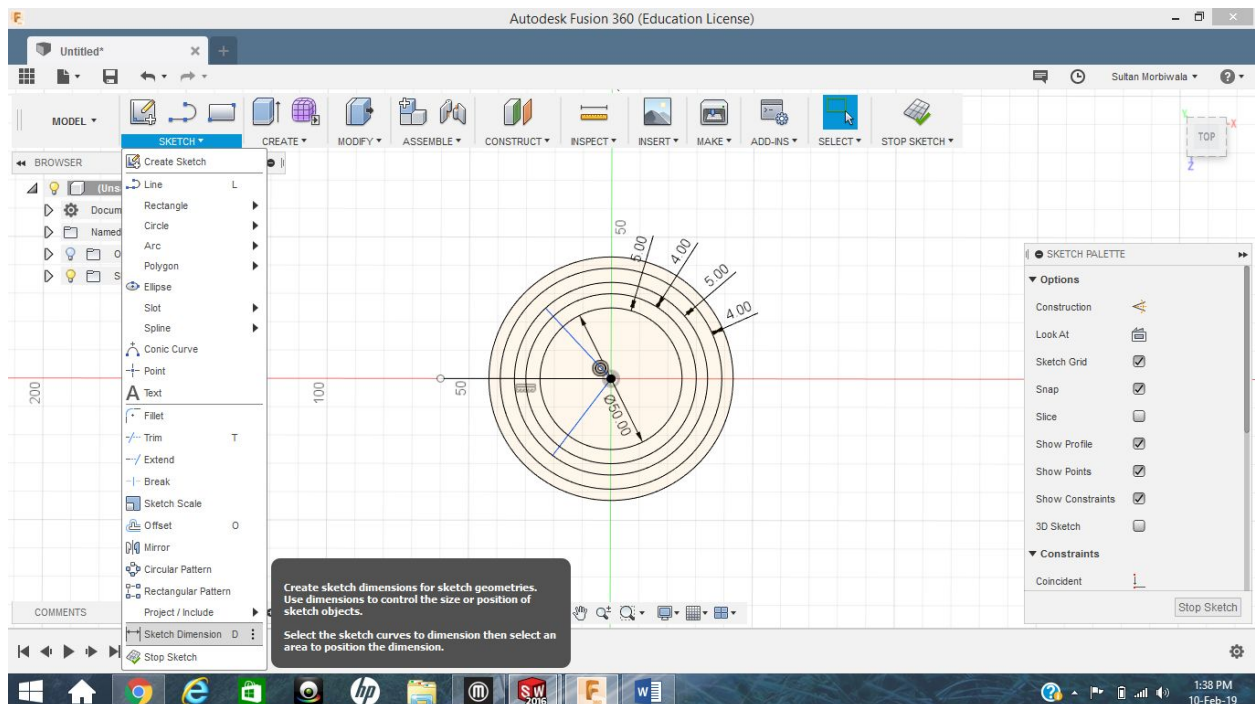 Autodesk Fusion 360 (Education License)
Untitled*
Sultan Morbiwala
MODEL
SKETCH
CREATE
MODIFY
ASSEMBLE
CONSTRUCT
INSPECT
INSERT
MAKE
ADD-INS
SELECT
STOP SKETCH
TOP
X
Y
Z
BROWSER
(Uns
Docum
Named
O
S
Create Sketch
Line L
Rectangle
Circle
Arc
Polygon
Ellipse
Slot
Spline
Conic Curve
Point
Text
Fillet
Trim T
Extend
Break
Sketch Scale
Offset O
Mirror
Circular Pattern
Rectangular Pattern
Project / Include
Sketch Dimension D
Stop Sketch
Create sketch dimensions for sketch geometries.
Use dimensions to control the size or position of
sketch objects.
Select the sketch curves to dimension then select an
area to position the dimension.
200
100
50
50
5.00
4.00
5.00
4.00
Ø50.00
SKETCH PALETTE
Options
Construction
Look At
Sketch Grid
Snap
Slice
Show Profile
Show Points
Show Constraints
3D Sketch
Constraints
Coincident
Stop Sketch
COMMENTS
hp
SW
2016
F
W
1:38 PM
10-Feb-19